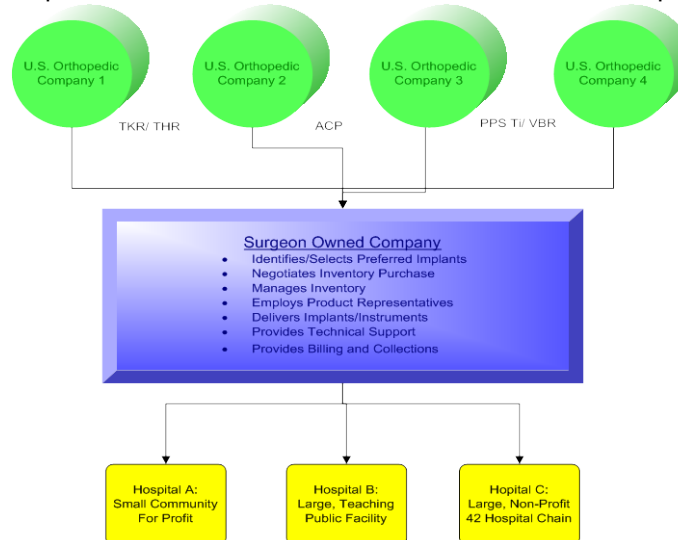 U.S. Orthopedic
Company 1
U.S. Orthopedic
Company 2
U.S. Orthopedic
Company 3
U.S. Orthopedic
Company 4
TKR/ THR
ACP
PPS Ti/ VBR
Surgeon Owned Company
• Identifies/Selects Preferred Implants
• Negotiates Inventory Purchase
• Manages Inventory
• Employs Product Representatives
• Delivers Implants/Instruments
• Provides Technical Support
• Provides Billing and Collections
Hospital A:
Small Community
For Profit
Hospital B:
Large, Teaching
Public Facility
Hopital C:
Large, Non-Profit
42 Hospital Chain